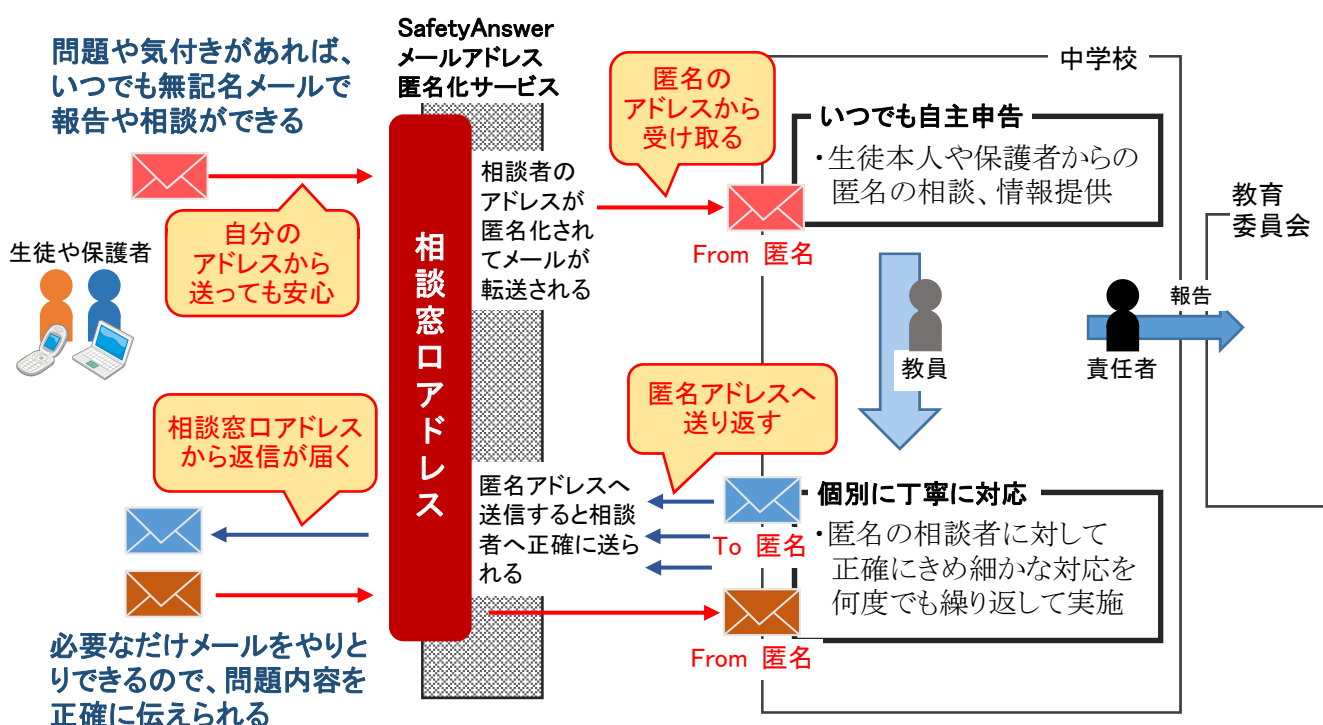 問題や気付きがあれば、
いつでも無記名メールで
報告や相談ができる
SafetyAnswer
メールアドレス
匿名化サービス
匿名の
アドレスから
受け取る
中学校
いつでも自主申告
・生徒本人や保護者からの
匿名の相談、情報提供
教育
委員会
相談者の
アドレスが
匿名化され
てメールが
転送される
自分の
アドレスから
送っても安心
生徒や保護者
From 匿名
相談窓口アドレス
報告
教員
責任者
匿名アドレスへ
送り返す
相談窓口アドレス
から返信が届く
匿名アドレスへ
送信すると相談
者へ正確に送ら
れる
To 匿名
個別に丁寧に対応
・匿名の相談者に対して
正確にきめ細かな対応を
何度でも繰り返して実施
From 匿名
必要なだけメールをやりと
りできるので、問題内容を
正確に伝えられる